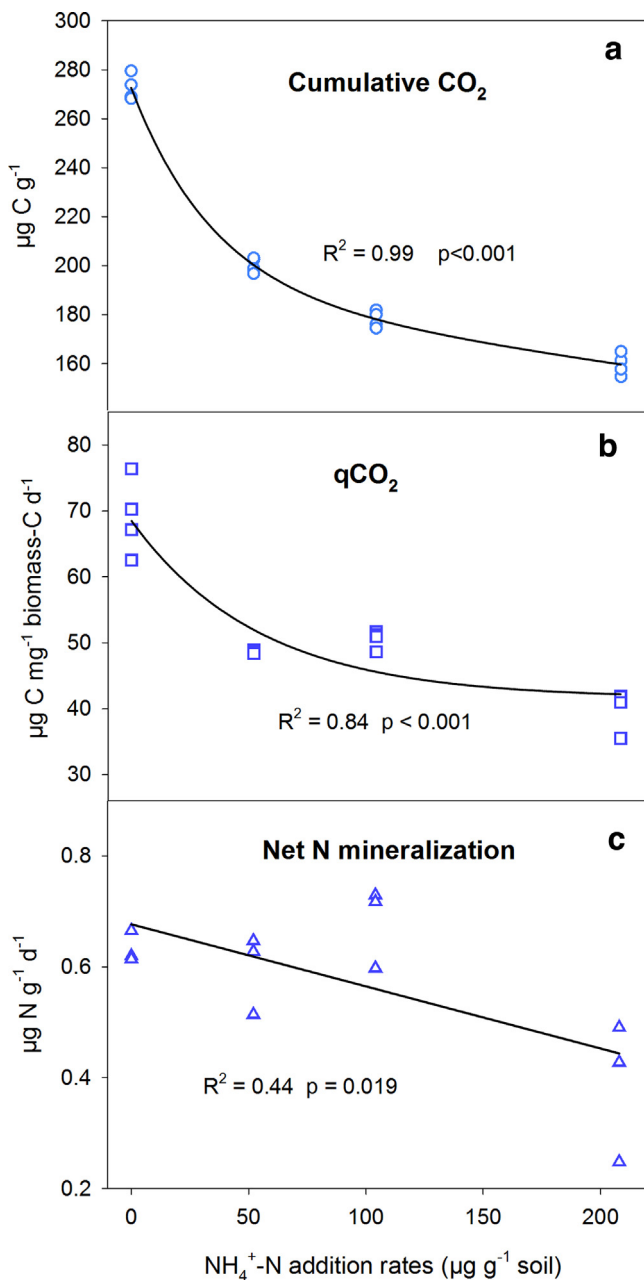 300
a
280
Cumulative CO₂
260
240
µg C g⁻¹
220
R² = 0.99 p<0.001
200
180
160
b
80
qCO₂
70
µg C mg⁻¹ biomass-C d⁻¹
60
50
40
R² = 0.84 p < 0.001
30
c
Net N mineralization
0.8
µg N g⁻¹ d⁻¹
0.6
0.4
R² = 0.44 p = 0.019
0.2
0 50 100 150 200
NH₄⁺-N addition rates (µg g⁻¹ soil)